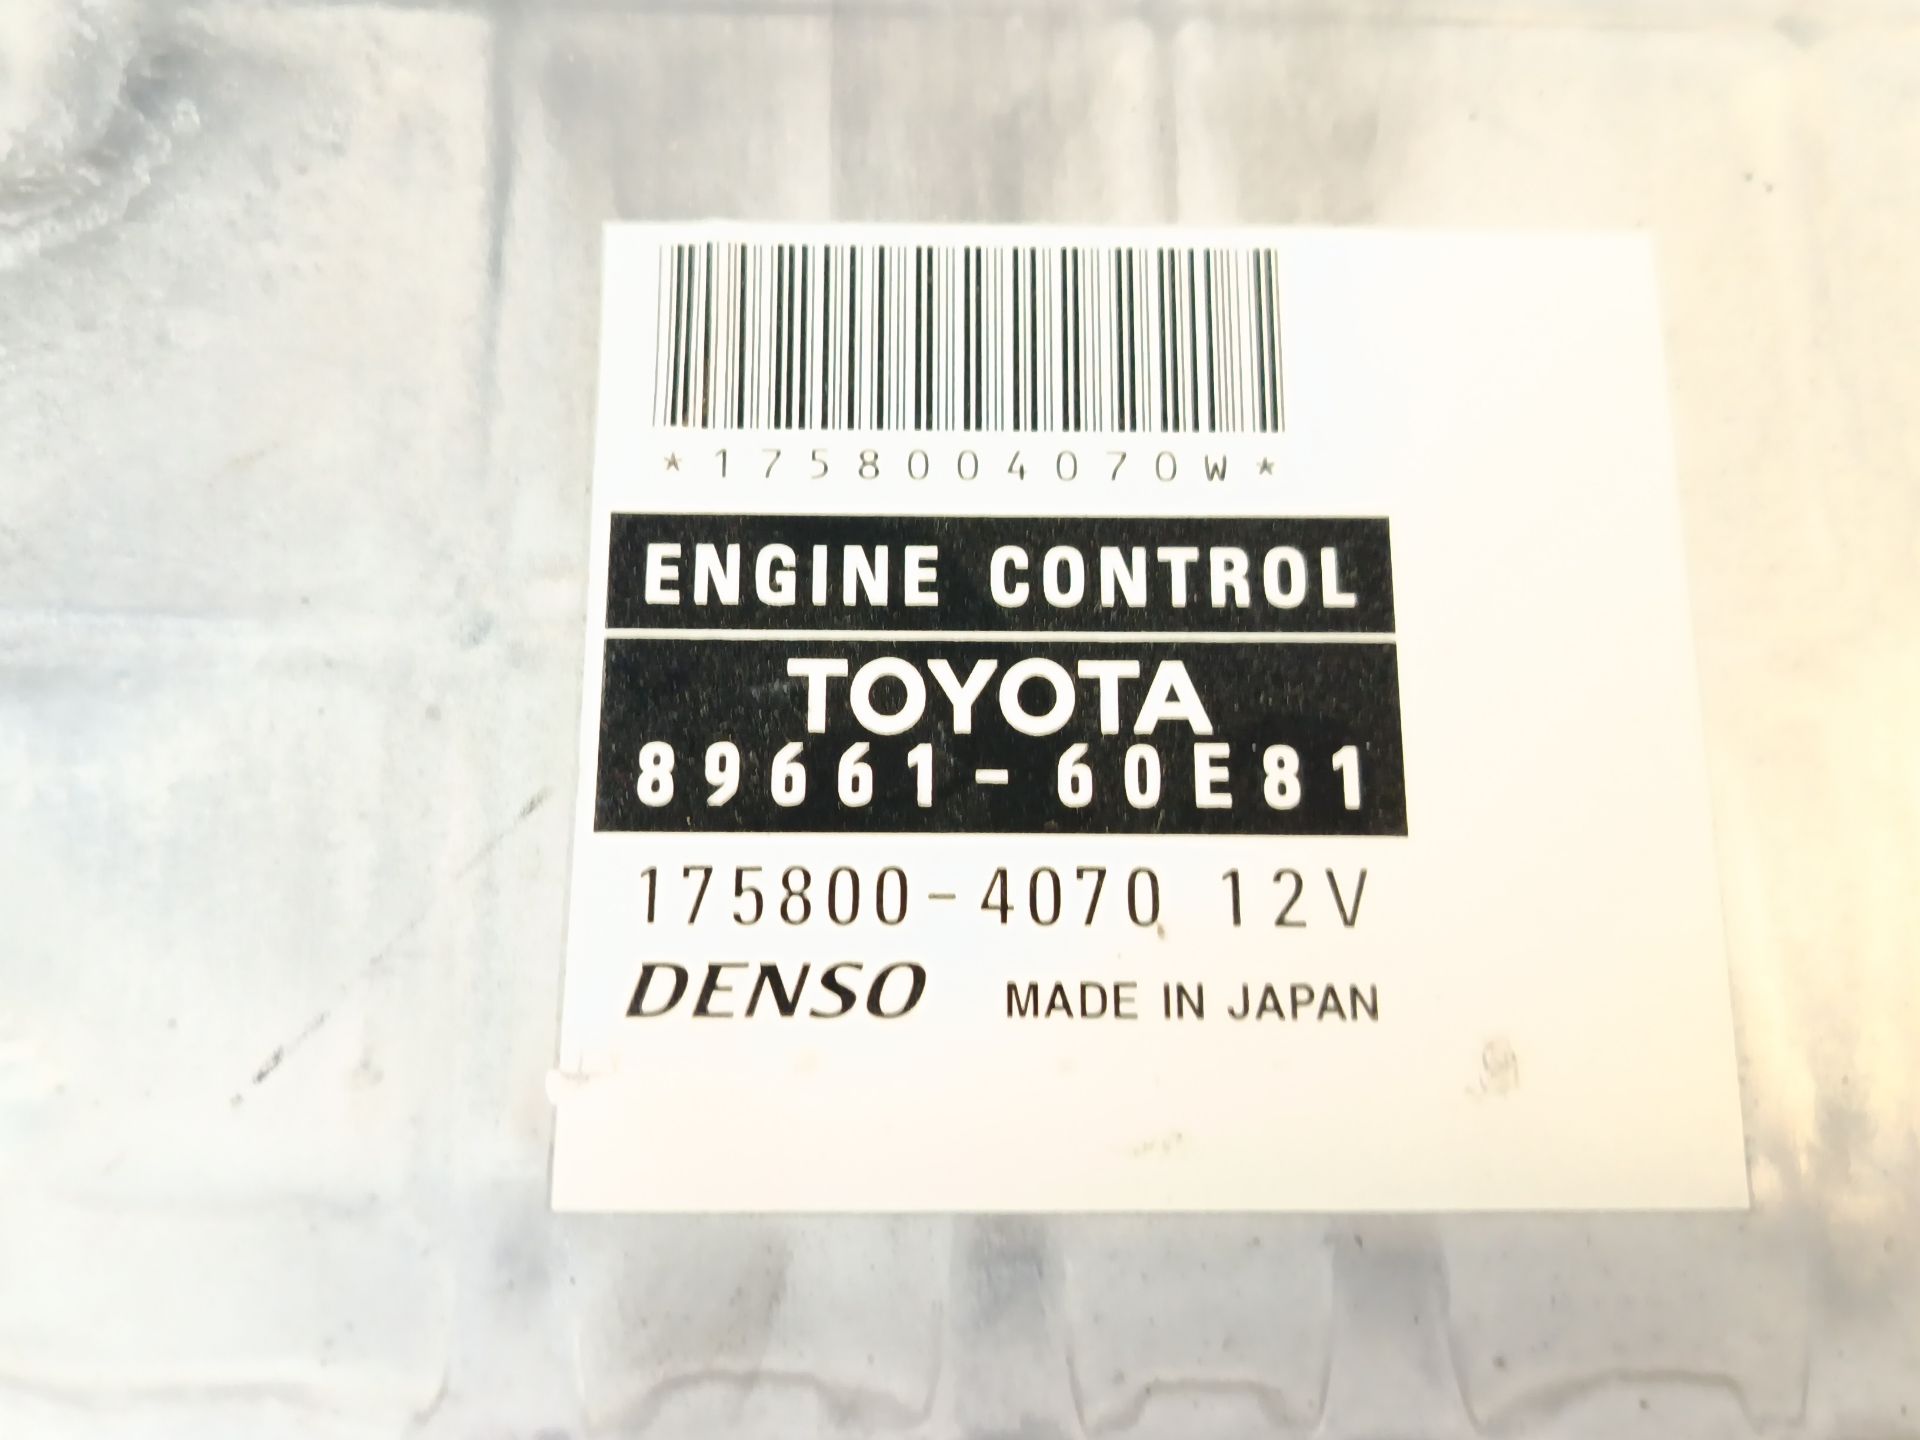 *1758004070W*
ENGINE CONTROL
TOYOTA
89661-60E81
175800-4070 12V
DENSO MADE IN JAPAN